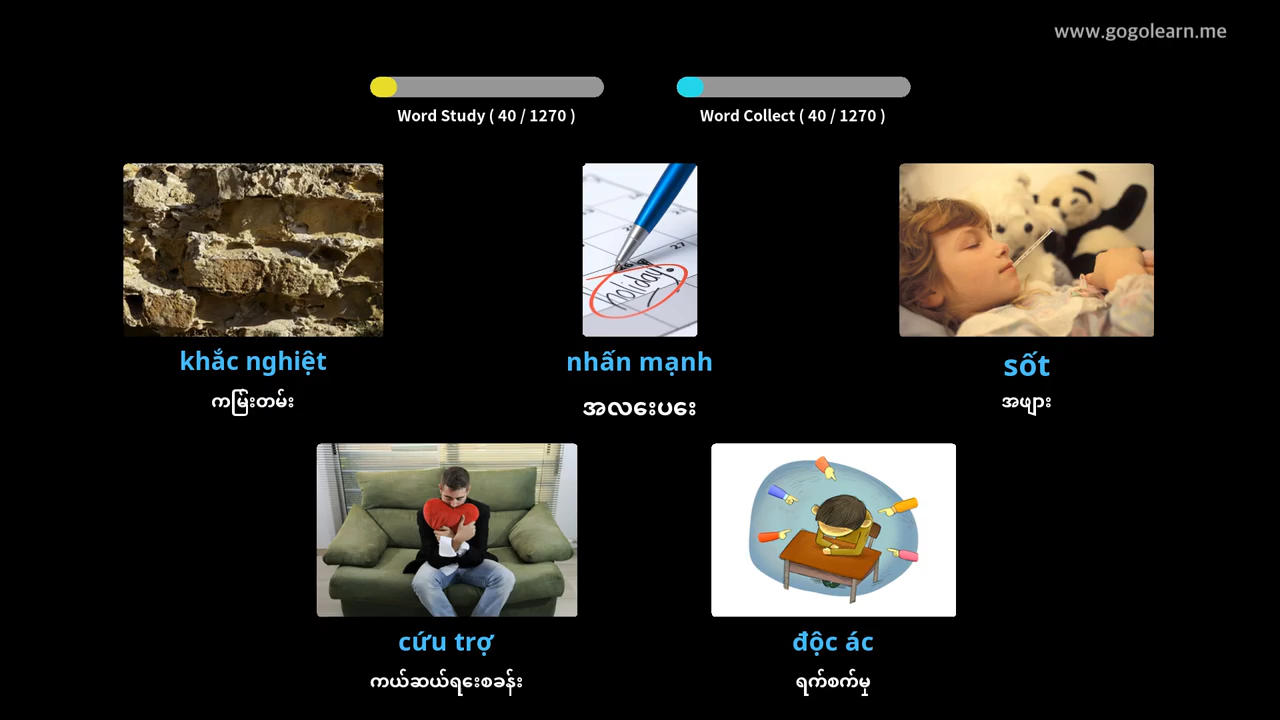 www.gogolearn.me
Word Study ( 40 / 1270 )
Word Collect ( 40 / 1270 )
27
holiday!
khắc nghiệt
nhấn mạnh
sốt
ကမြ်းတမ်း
အလေးပေး
အဖျား
cứu trợ
độc ác
ကယ်ဆယ်ရေးစခန်း
ရက်စက်မှု